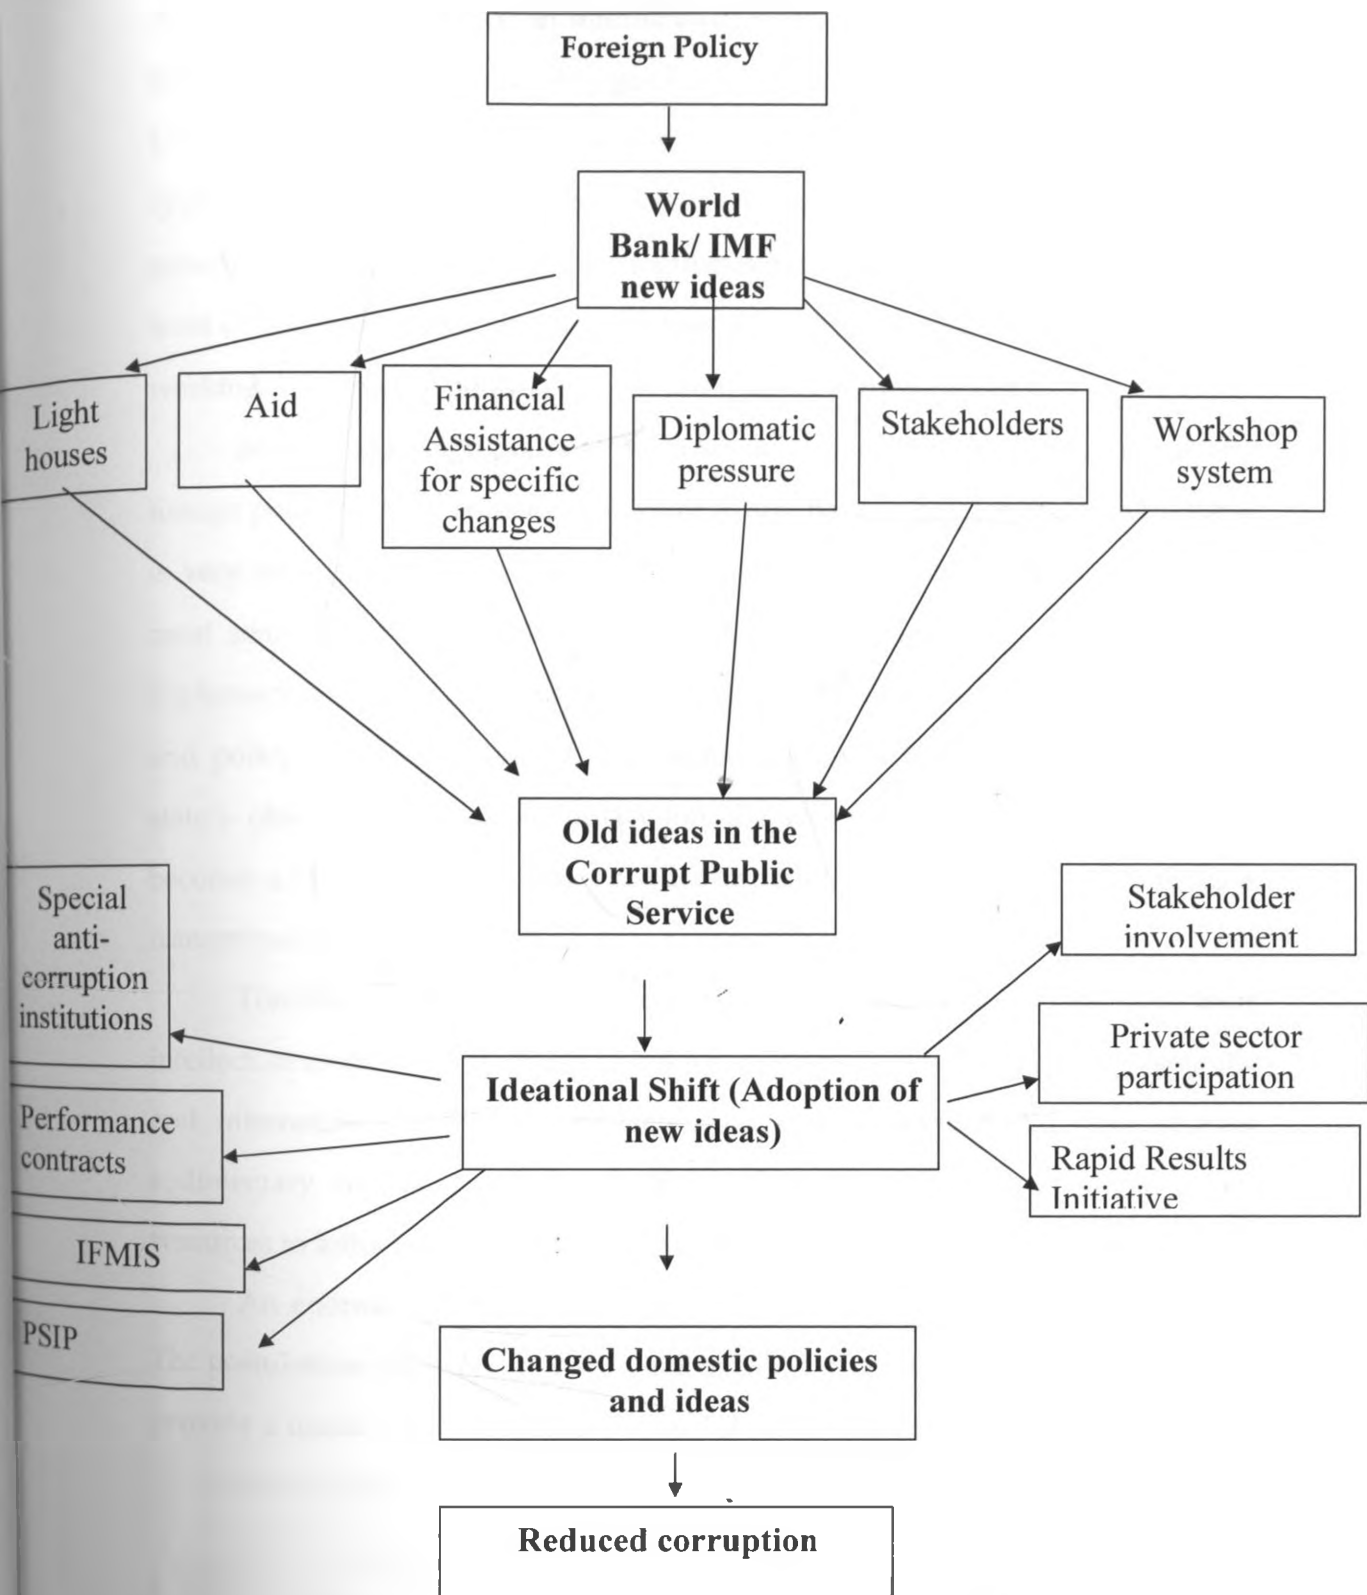 Foreign Policy
World
Bank/ IMF
new ideas
Light
houses
Aid
Financial
Assistance
for specific
changes
Diplomatic
pressure
Stakeholders
Workshop
system
Old ideas in the
Corrupt Public
Service
Special
anti-
corruption
institutions
Stakeholder
involvement
Private sector
participation
Ideational Shift (Adoption of
new ideas)
Performance
contracts
Rapid Results
Initiative
IFMIS
PSIP
Changed domestic policies
and ideas
Reduced corruption